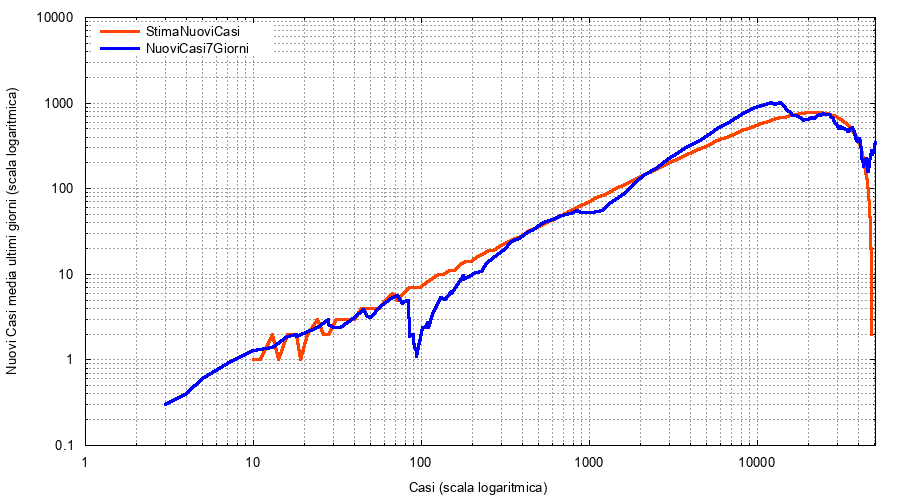 10000
StimaNuoviCasi
NuoviCasi7Giorni
1000
100
10
1
0.1
Nuovi Casi media ultimi giorni (scala logaritmica)
1 10 100 1000 10000
Casi (scala logaritmica)